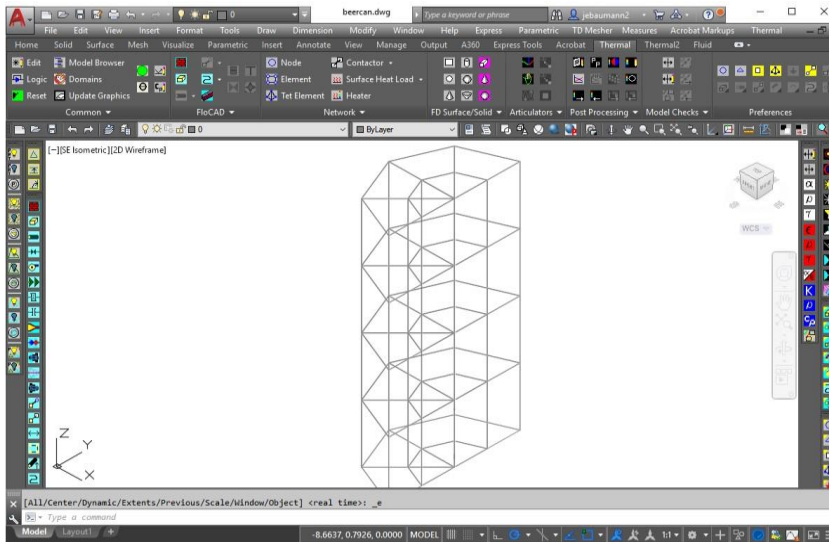 beercan.dwg
Type a keyword or phrase
jebaumann2
0
File Edit View Insert Format Tools Draw Dimension Modify Window Help Express Parametric TD Mesher Measures Acrobat Markups Thermal
Home Solid Surface Mesh Visualize Parametric Insert Annotate View Manage Output A360 Express Tools Acrobat Thermal Thermal2 Fluid
Edit Model Browser Node Contactor
Logic Domains Element Surface Heat Load
Reset Update Graphics Tet Element Heater
Common FloCAD Network FD Surface/Solid Articulators Post Processing Model Checks Preferences
0 ByLayer
[−][SE Isometric][2D Wireframe]
WCS
Z
Y
X
[All/Center/Dynamic/Extents/Previous/Scale/Window/Object] <real time>: _e
Type a command
Model Layout1 + -8.6637, 0.7926, 0.0000 MODEL 1:1